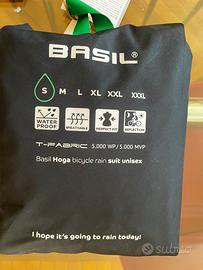 BASIL®
S M L XL XXL XXXL
WATER PROOF BREATHABLE PERFECT FIT REFLECTION
T-FABRIC 5.000 WP / 5.000 MVP
Basil Hoga bicycle rain suit unisex
I hope it's going to rain today!
subito